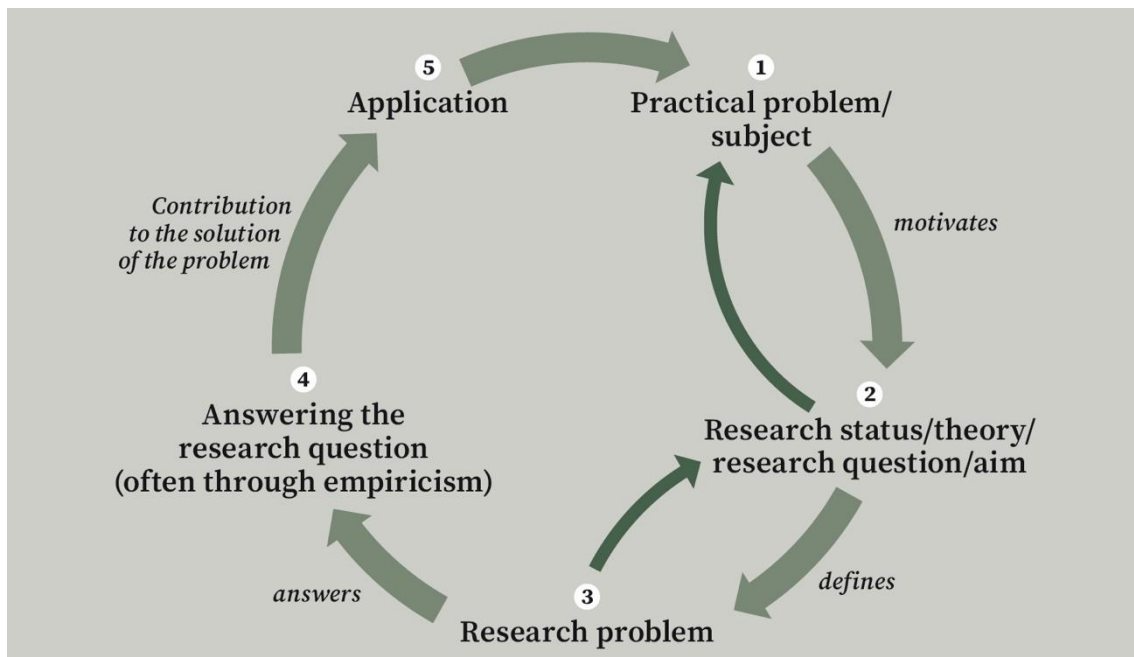 5
Application
1
Practical problem/
subject
motivates
2
Research status/theory/
research question/aim
defines
3
Research problem
answers
4
Answering the
research question
(often through empiricism)
Contribution
to the solution
of the problem